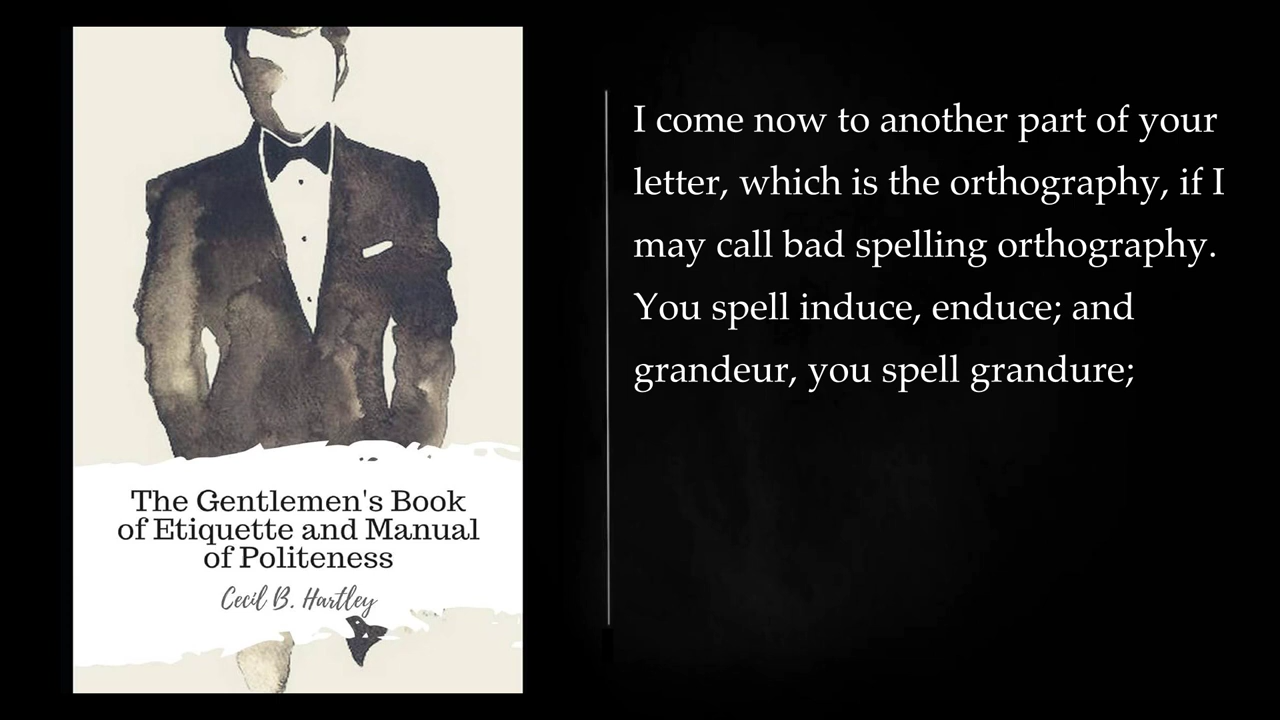 The Gentlemen's Book
of Etiquette and Manual
of Politeness
Cecil B. Hartley
I come now to another part of your
letter, which is the orthography, if I
may call bad spelling orthography.
You spell induce, enduce; and
grandeur, you spell grandure;